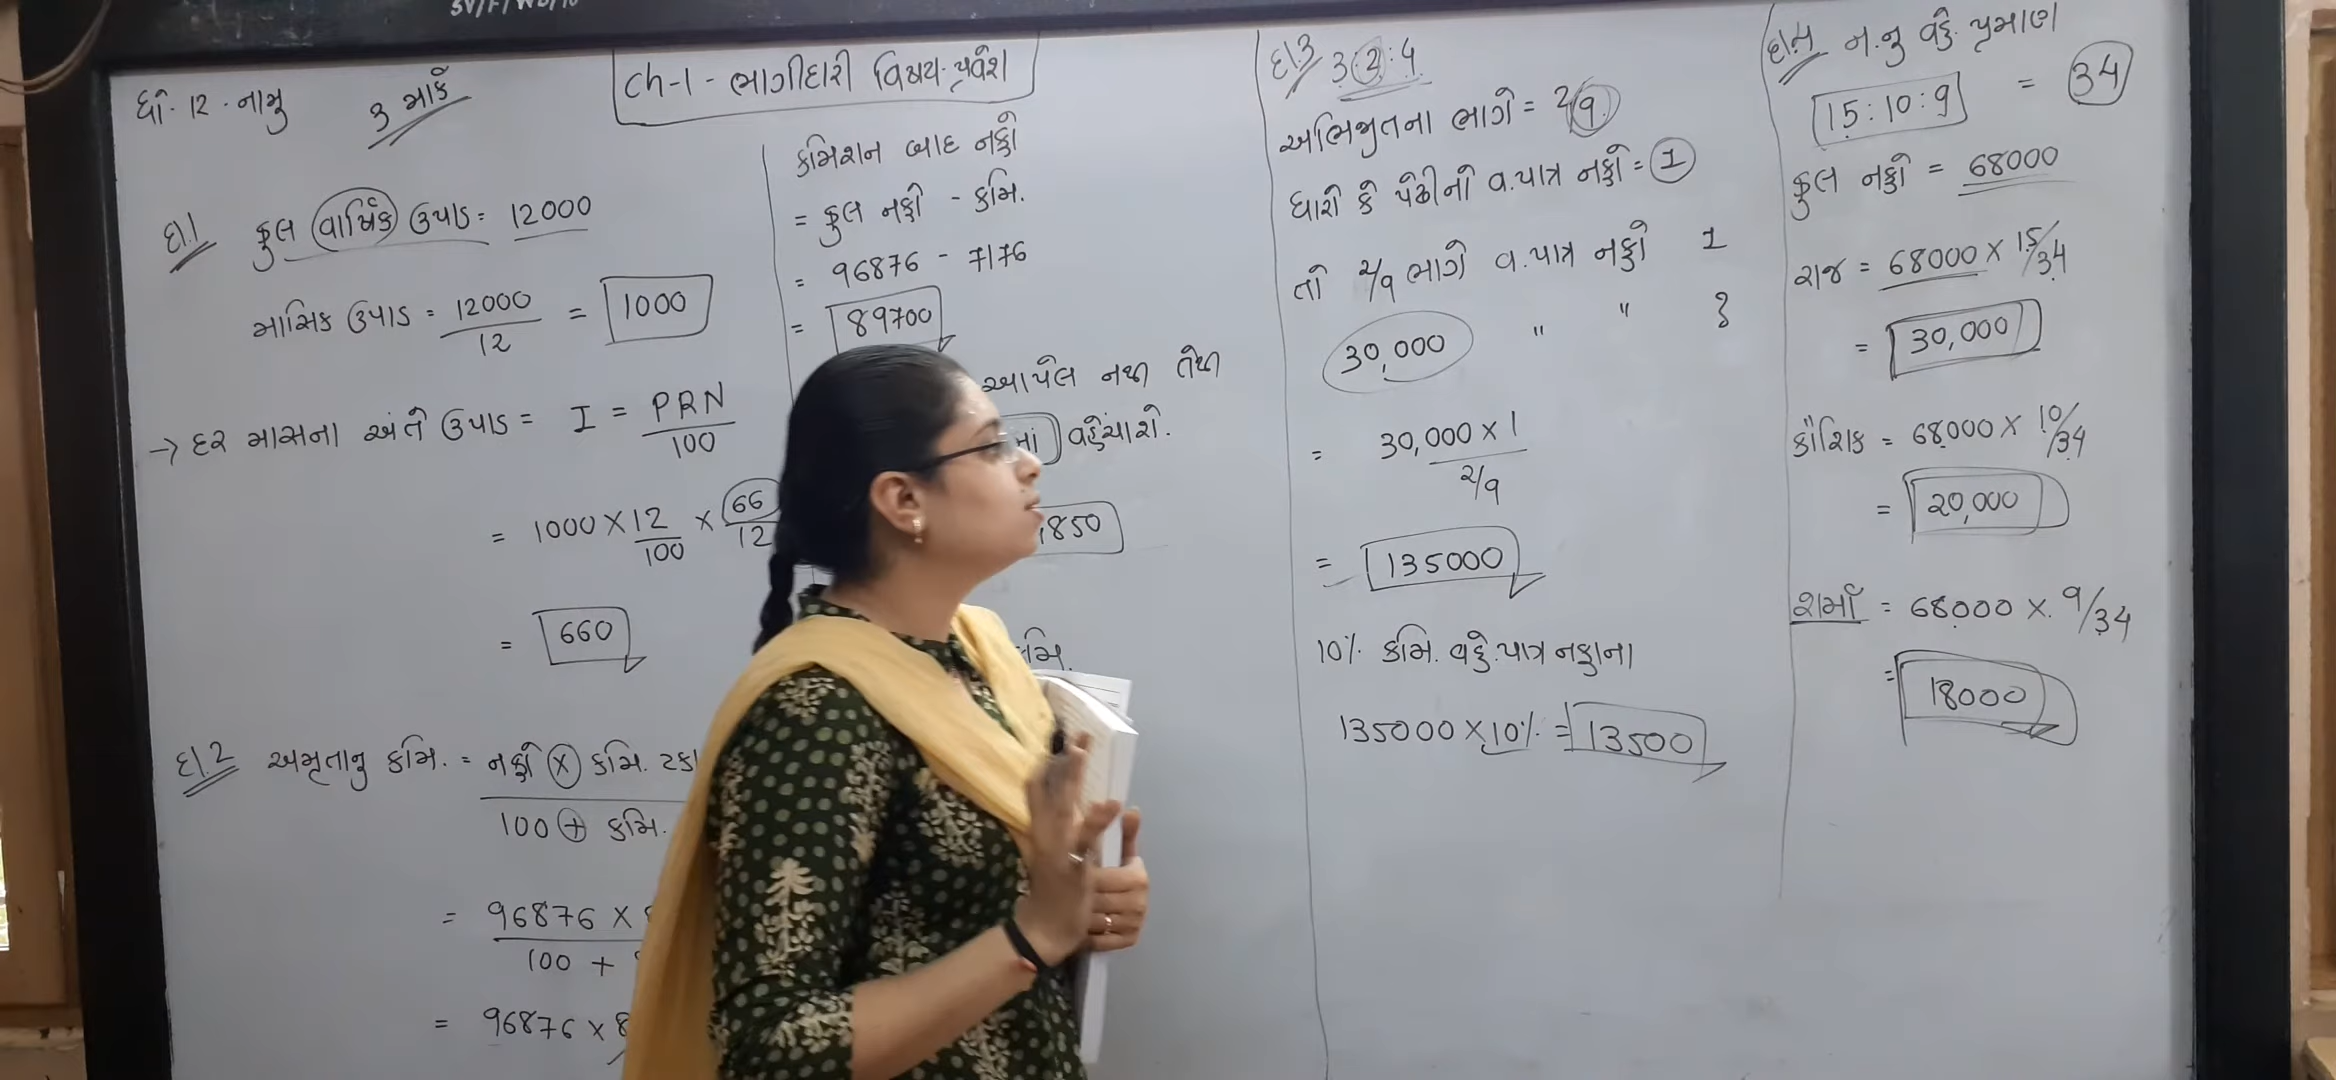 ધો. 12. નામુ
3 માર્ક
Ch-1 - ભાગીદારી વિષય-પ્રવેશ
દા.1 કુલ વાર્ષિક ઉપાડ = 12000
માસિક ઉપાડ = 12000/12 = 1000
→ દર માસના અંતે ઉપાડ = I = PRN/100
= 1000 × 12/100 × 66/12
= 660
દા.2 અમૃતાનુ કમિ. = નફો × કમિ. ટકા
100 + કમિ.
= 96876 ×
100 +
= 96876 × 8
કમિશન બાદ નફો
= કુલ નફો - કમિ.
= 96876 - 7176
= 89700
આપેલ નથી તેથી
માં વહેંચાશે.
850
કમિ.
દા.3 3:2:4
અભિજીતના ભાગે = 2/9
ધારો કે પેઢીનો વ.પાત્ર નફો = 1
તો 2/9 ભાગે વ.પાત્ર નફો 1
30,000 " " ?
= 30,000 × 1
2/9
= 135000
10% કમિ. વહે.પાત્ર નફાના
135000 × 10% = 13500
દા.4 ન.નુ વહે. પ્રમાણ
15:10:9 = 34
કુલ નફો = 68000
રાજ = 68000 × 15/34
= 30,000
કૌશિક = 68000 × 10/34
= 20,000
શર્મા = 68000 × 9/34
= 18000